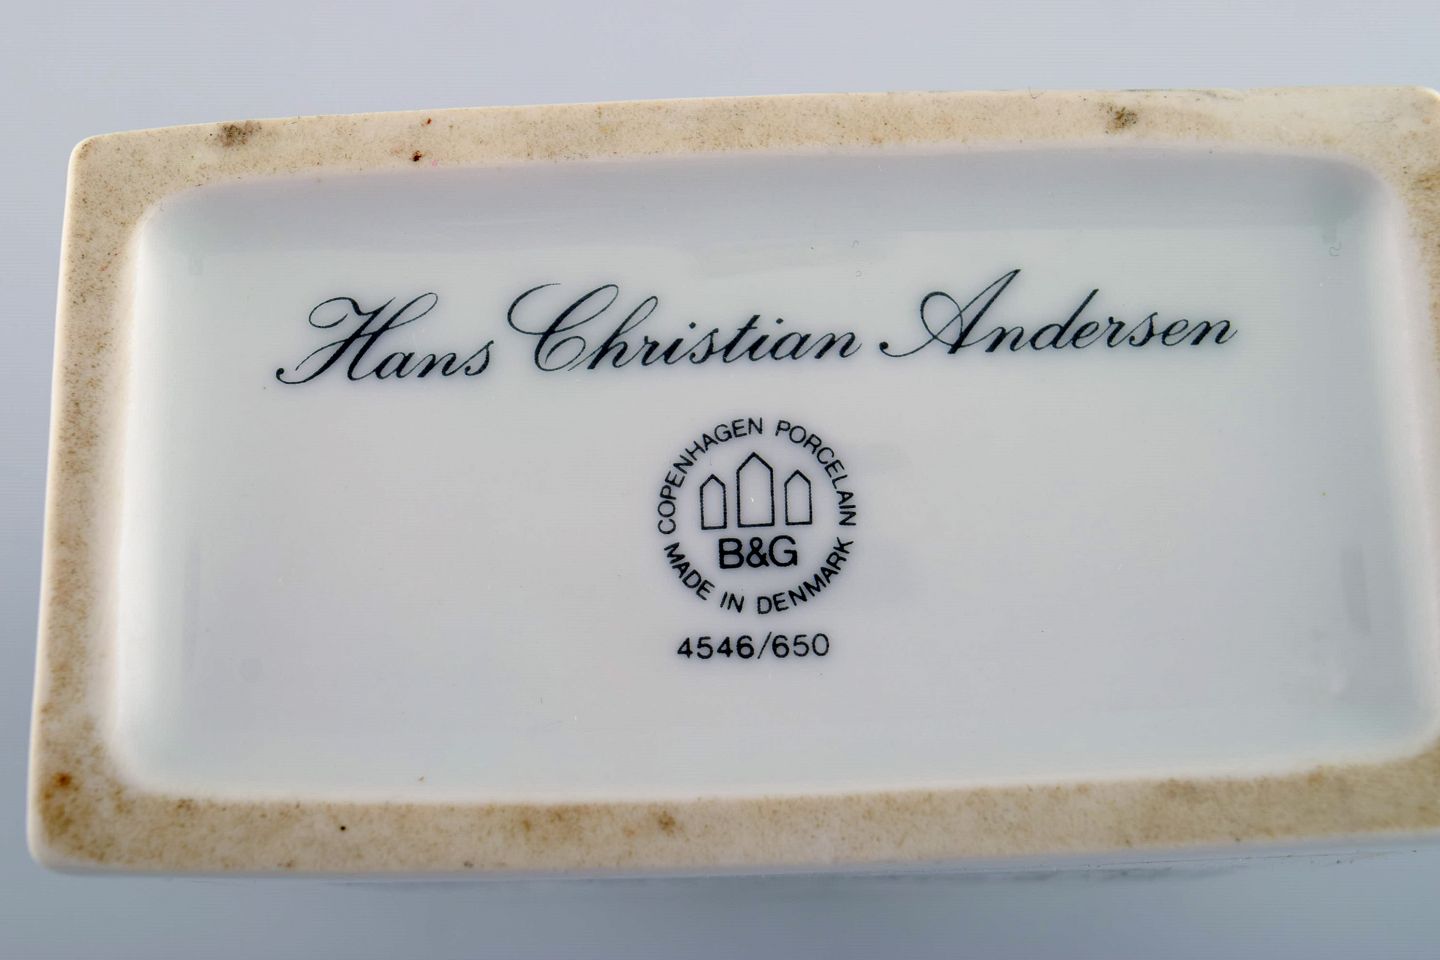 Hans Christian Andersen
COPENHAGEN PORCELAIN
B&G
MADE IN DENMARK
4546/650